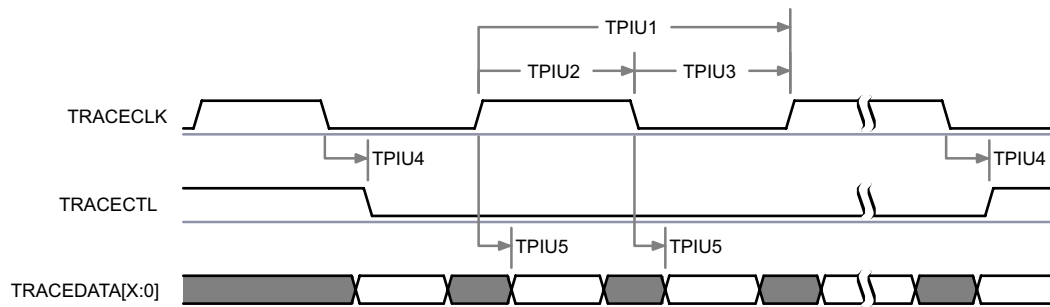 TPIU1
TPIU2 TPIU3
TRACECLK
TPIU4 TPIU4
TRACECTL
TPIU5 TPIU5
TRACEDATA[X:0]